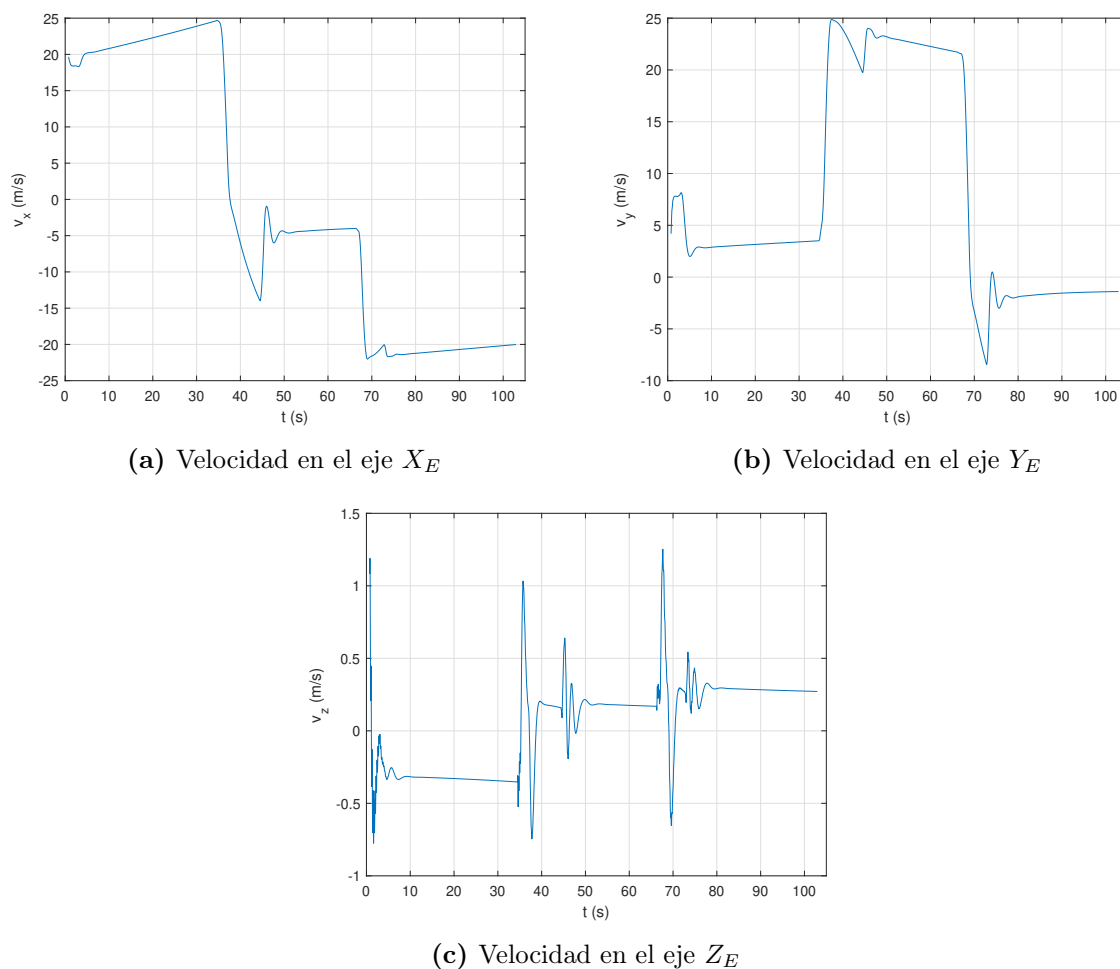 25
20
15
10
5
0
-5
-10
-15
-20
-25
v_x (m/s)
0 10 20 30 40 50 60 70 80 90 100
t (s)
(a) Velocidad en el eje X_E
25
20
15
10
5
0
-5
-10
v_y (m/s)
0 10 20 30 40 50 60 70 80 90 100
t (s)
(b) Velocidad en el eje Y_E
1.5
1
0.5
0
-0.5
-1
v_z (m/s)
0 10 20 30 40 50 60 70 80 90 100
t (s)
(c) Velocidad en el eje Z_E